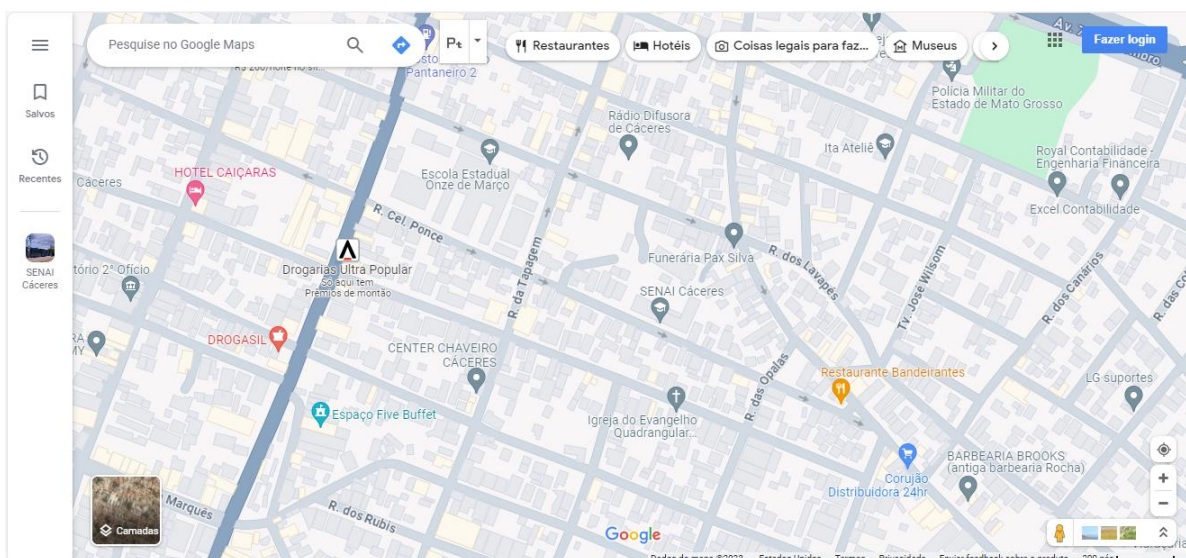 Pesquise no Google Maps
Restaurantes
Hotéis
Coisas legais para faz...
Museus
Fazer login
Salvos
Recentes
SENAI
Cáceres
Pantaneiro 2
Polícia Militar do
Estado de Mato Grosso
Rádio Difusora
de Cáceres
Ita Ateliê
Royal Contabilidade -
Engenharia Financeira
Excel Contabilidade
Escola Estadual
Onze de Março
HOTEL CAIÇARAS
Cáceres
R. Cel. Ponce
R. da Tapagem
Funerária Pax Silva
R. dos Lavapés
Tv. José Wilsom
R. dos Canários
R. das
Drogarias Ultra Popular
Só aqui tem
Prêmios de montão
2° Ofício
SENAI Cáceres
DROGASIL
CENTER CHAVEIRO
CÁCERES
R. das Opalas
Restaurante Bandeirantes
LG suportes
Espaço Five Buffet
Igreja do Evangelho
Quadrangular...
BARBEARIA BROOKS
(antiga barbearia Rocha)
Corujão
Distribuidora 24hr
Marquês
R. dos Rubis
Camadas
Google